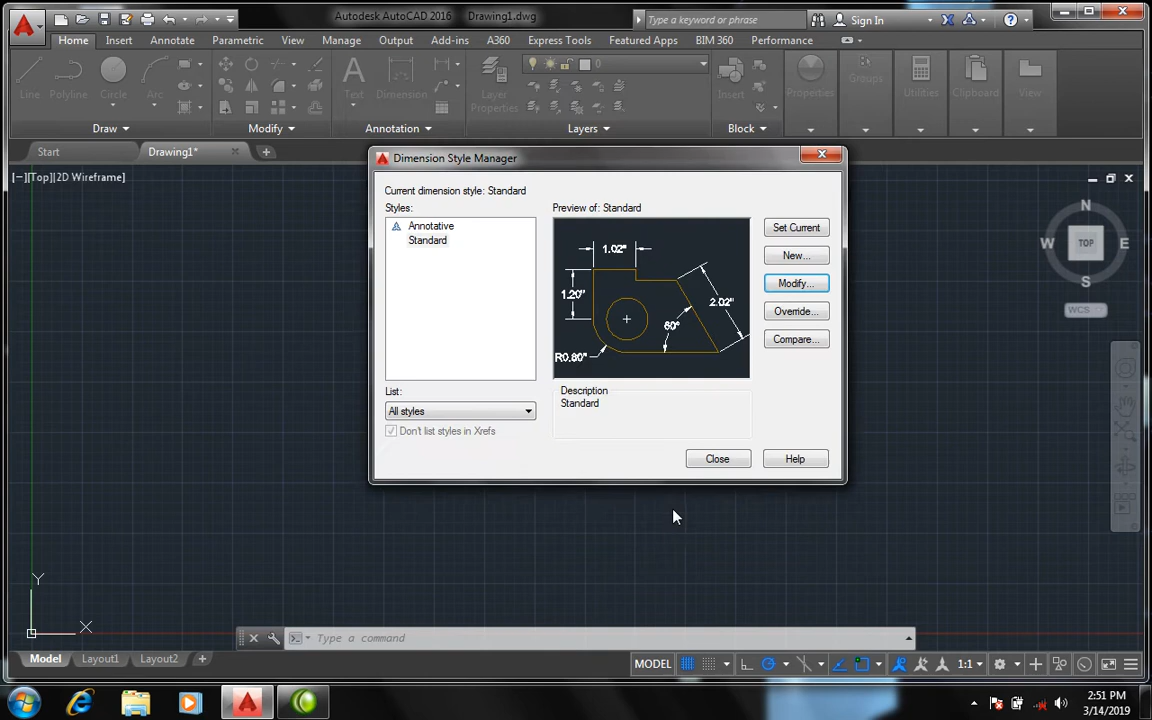 Autodesk AutoCAD 2016 Drawing1.dwg
Type a keyword or phrase
Sign In
Home Insert Annotate Parametric View Manage Output Add-ins A360 Express Tools Featured Apps BIM 360 Performance
0
Line Polyline Circle Arc Text Dimension Layer Properties Insert Properties Groups Utilities Clipboard View
Draw Modify Annotation Layers Block
Start Drawing1*
[−][Top][2D Wireframe]
Dimension Style Manager
Current dimension style: Standard
Styles:
Annotative
Standard
Preview of: Standard
1.02"
1.20"
2.02"
60°
R0.80"
Set Current
New...
Modify...
Override...
Compare...
List:
All styles
Don't list styles in Xrefs
Description
Standard
Close Help
N
W TOP E
S
WCS
Y
X
Type a command
Model Layout1 Layout2
MODEL 1:1
2:51 PM
3/14/2019